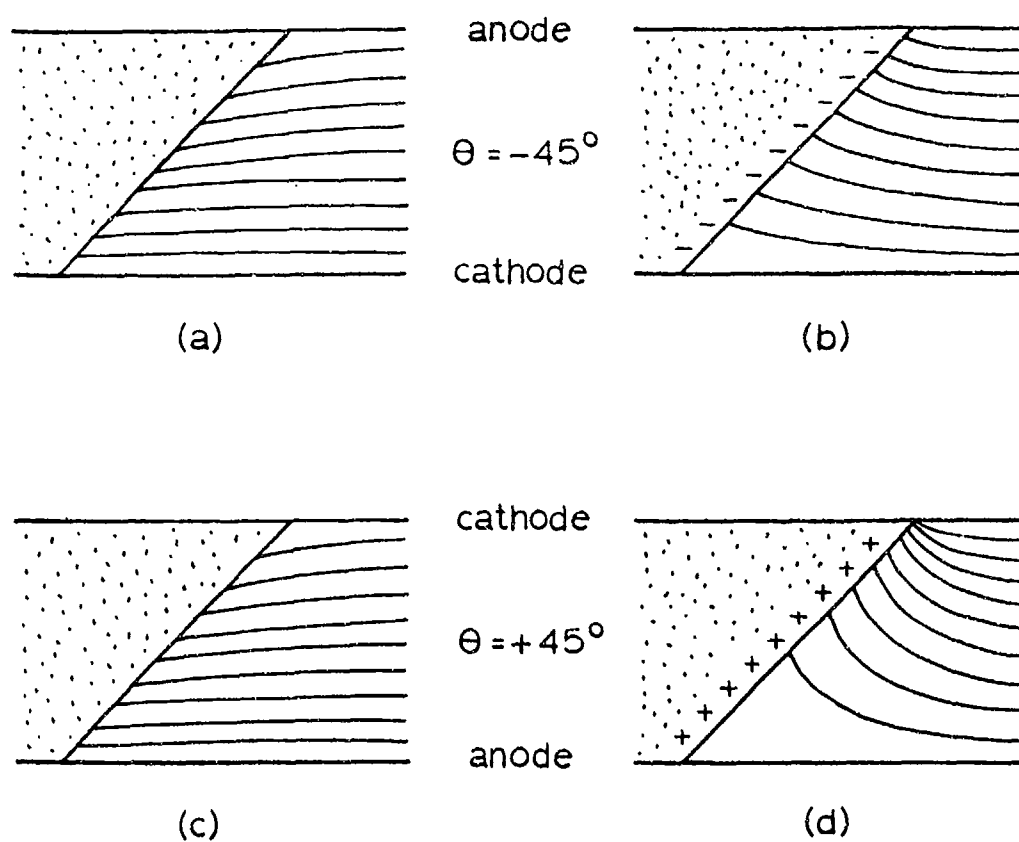 anode
θ = -45°
cathode
(a)
(b)
cathode
θ = + 45°
anode
(c)
(d)